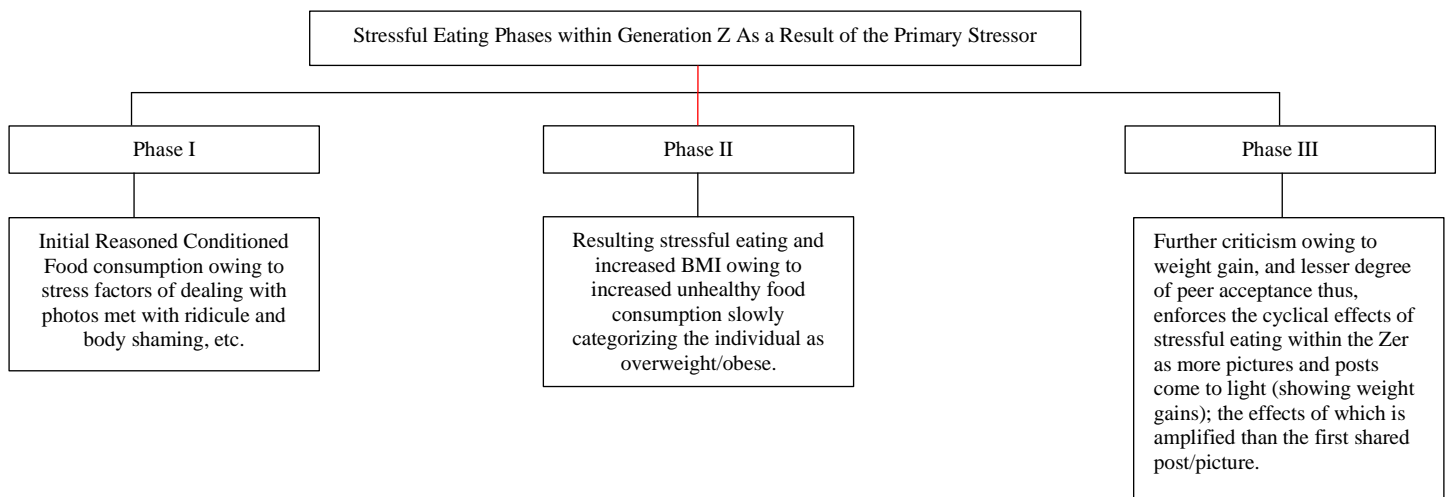 Stressful Eating Phases within Generation Z As a Result of the Primary Stressor
Phase I
Phase II
Phase III
Initial Reasoned Conditioned
Food consumption owing to
stress factors of dealing with
photos met with ridicule and
body shaming, etc.
Resulting stressful eating and
increased BMI owing to
increased unhealthy food
consumption slowly
categorizing the individual as
overweight/obese.
Further criticism owing to
weight gain, and lesser degree
of peer acceptance thus,
enforces the cyclical effects of
stressful eating within the Zer
as more pictures and posts
come to light (showing weight
gains); the effects of which is
amplified than the first shared
post/picture.